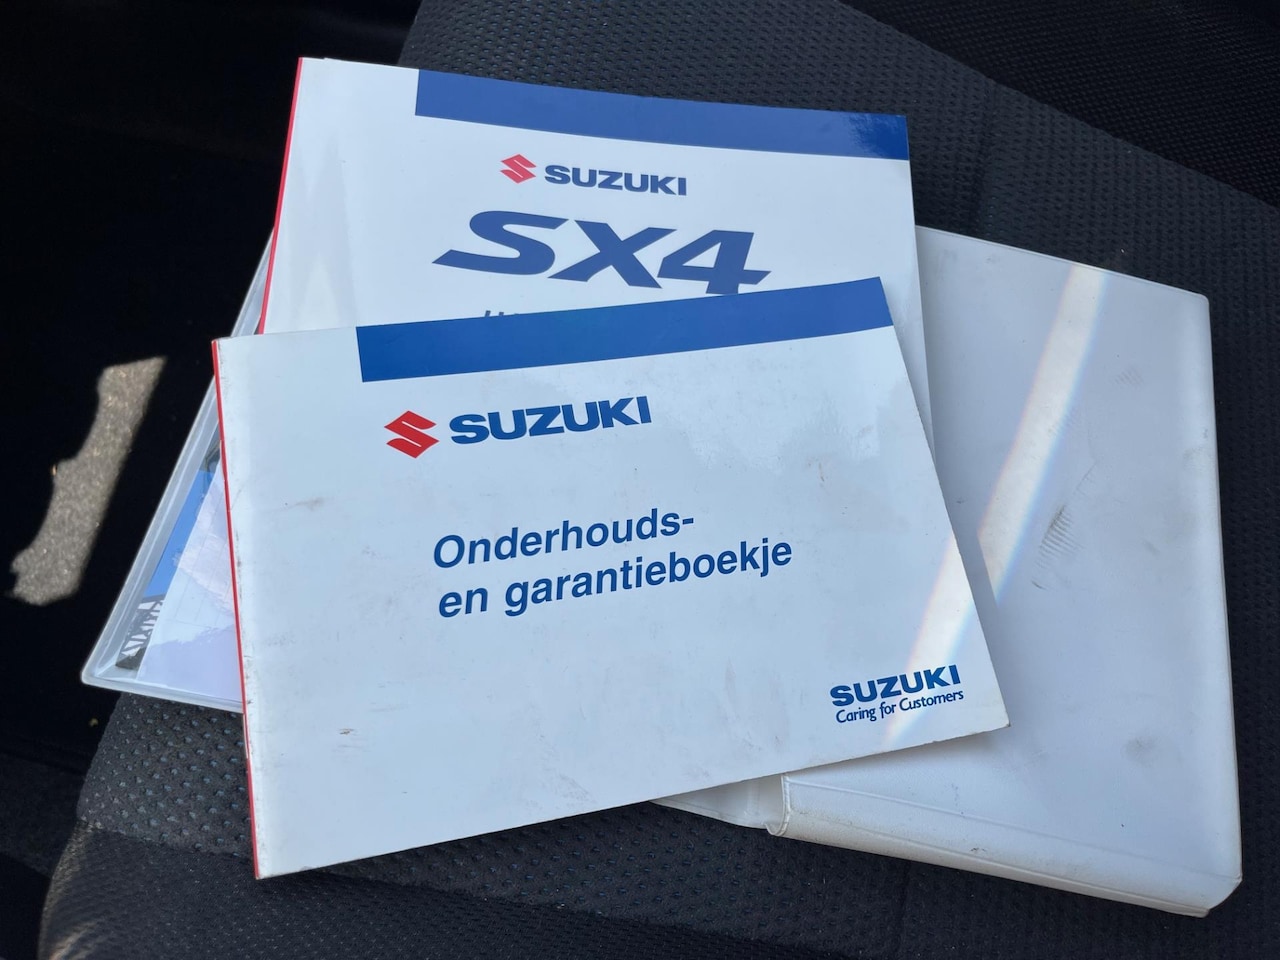 SUZUKI
SX4
SUZUKI
Onderhouds-
en garantieboekje
SUZUKI
Caring for Customers